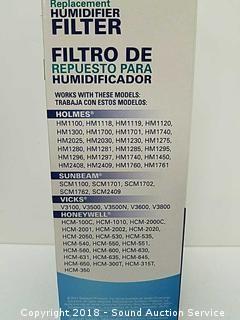 Replacement
HUMIDIFIER
FILTER
FILTRO DE
REPUESTO PARA
HUMIDIFICADOR
WORKS WITH THESE MODELS:
TRABAJA CON ESTOS MODELOS:
HOLMES®
HM1100, HM1118, HM1119, HM1120,
HM1300, HM1700, HM1701, HM1740,
HM2025, HM2030, HM1230, HM1275,
HM1280, HM1281, HM1285, HM1295,
HM1296, HM1297, HM1740, HM1450,
HM2408, HM2409, HM1760, HM1761
SUNBEAM®
SCM1100, SCM1701, SCM1702,
SCM1762, SCM2409
VICKS®
V3100, V3500, V3500N, V3600, V3800
HONEYWELL®
HCM-100C, HCM-1010, HCM-2000C,
HCM-2001, HCM-2002, HCM-2020,
HCM-2050, HCM-530, HCM-535,
HCM-540, HCM-550, HCM-551,
HCM-560, HCM-600, HCM-630,
HCM-631, HCM-635, HCM-645,
HCM-650, HCM-300T, HCM-315T,
HCM-350
Copyright 2018 - Sound Auction Service